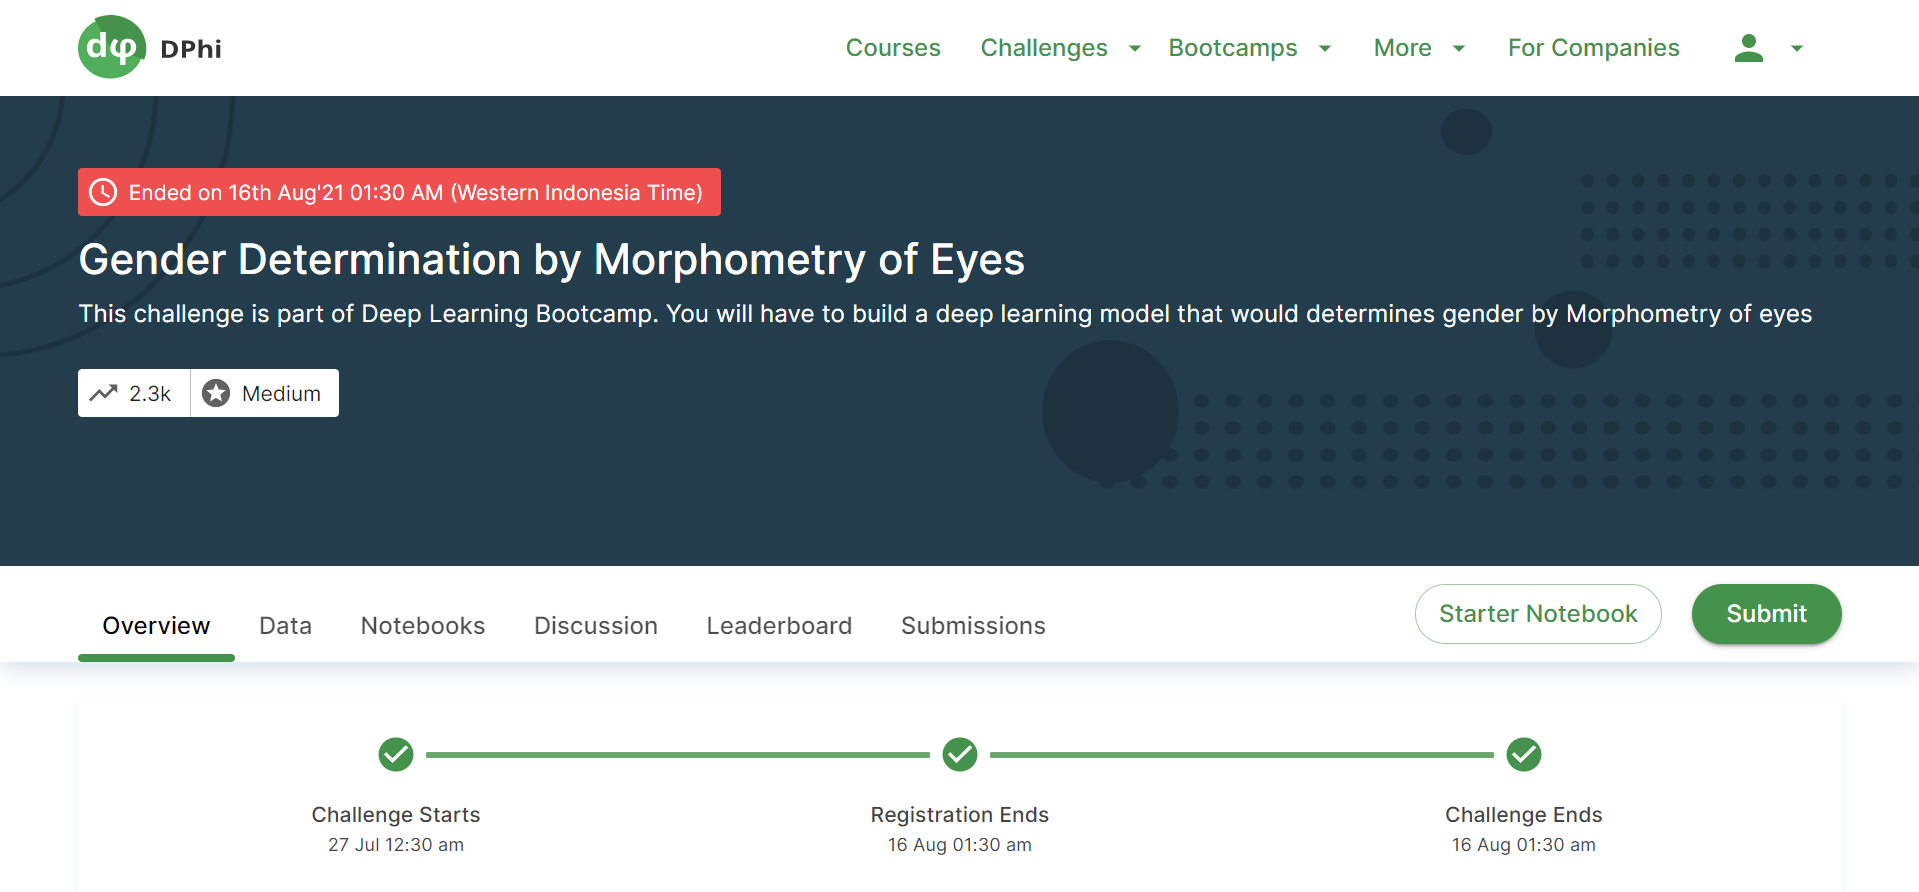 dφ DPhi
Courses Challenges Bootcamps More For Companies
Ended on 16th Aug'21 01:30 AM (Western Indonesia Time)
Gender Determination by Morphometry of Eyes
This challenge is part of Deep Learning Bootcamp. You will have to build a deep learning model that would determines gender by Morphometry of eyes
2.3k Medium
Overview Data Notebooks Discussion Leaderboard Submissions Starter Notebook Submit
Challenge Starts Registration Ends Challenge Ends
27 Jul 12:30 am 16 Aug 01:30 am 16 Aug 01:30 am